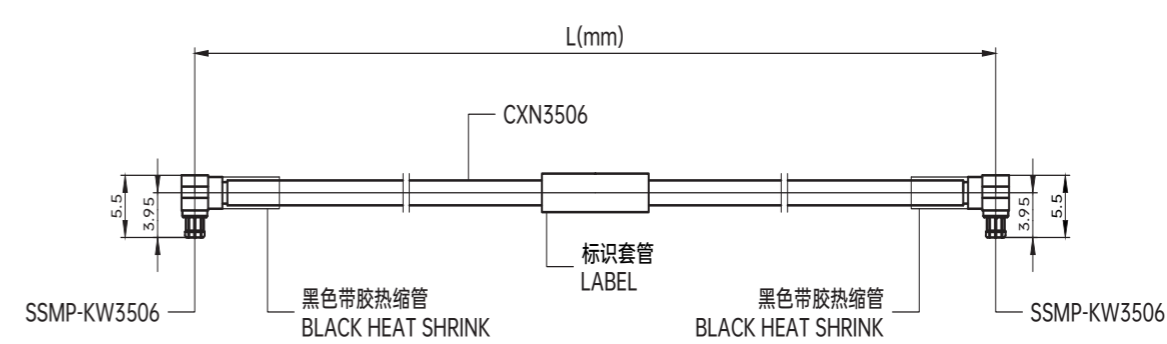 L(mm)
CXN3506
5.5
3.95
3.95
5.5
标识套管
LABEL
SSMP-KW3506
黑色带胶热缩管
BLACK HEAT SHRINK
黑色带胶热缩管
BLACK HEAT SHRINK
SSMP-KW3506